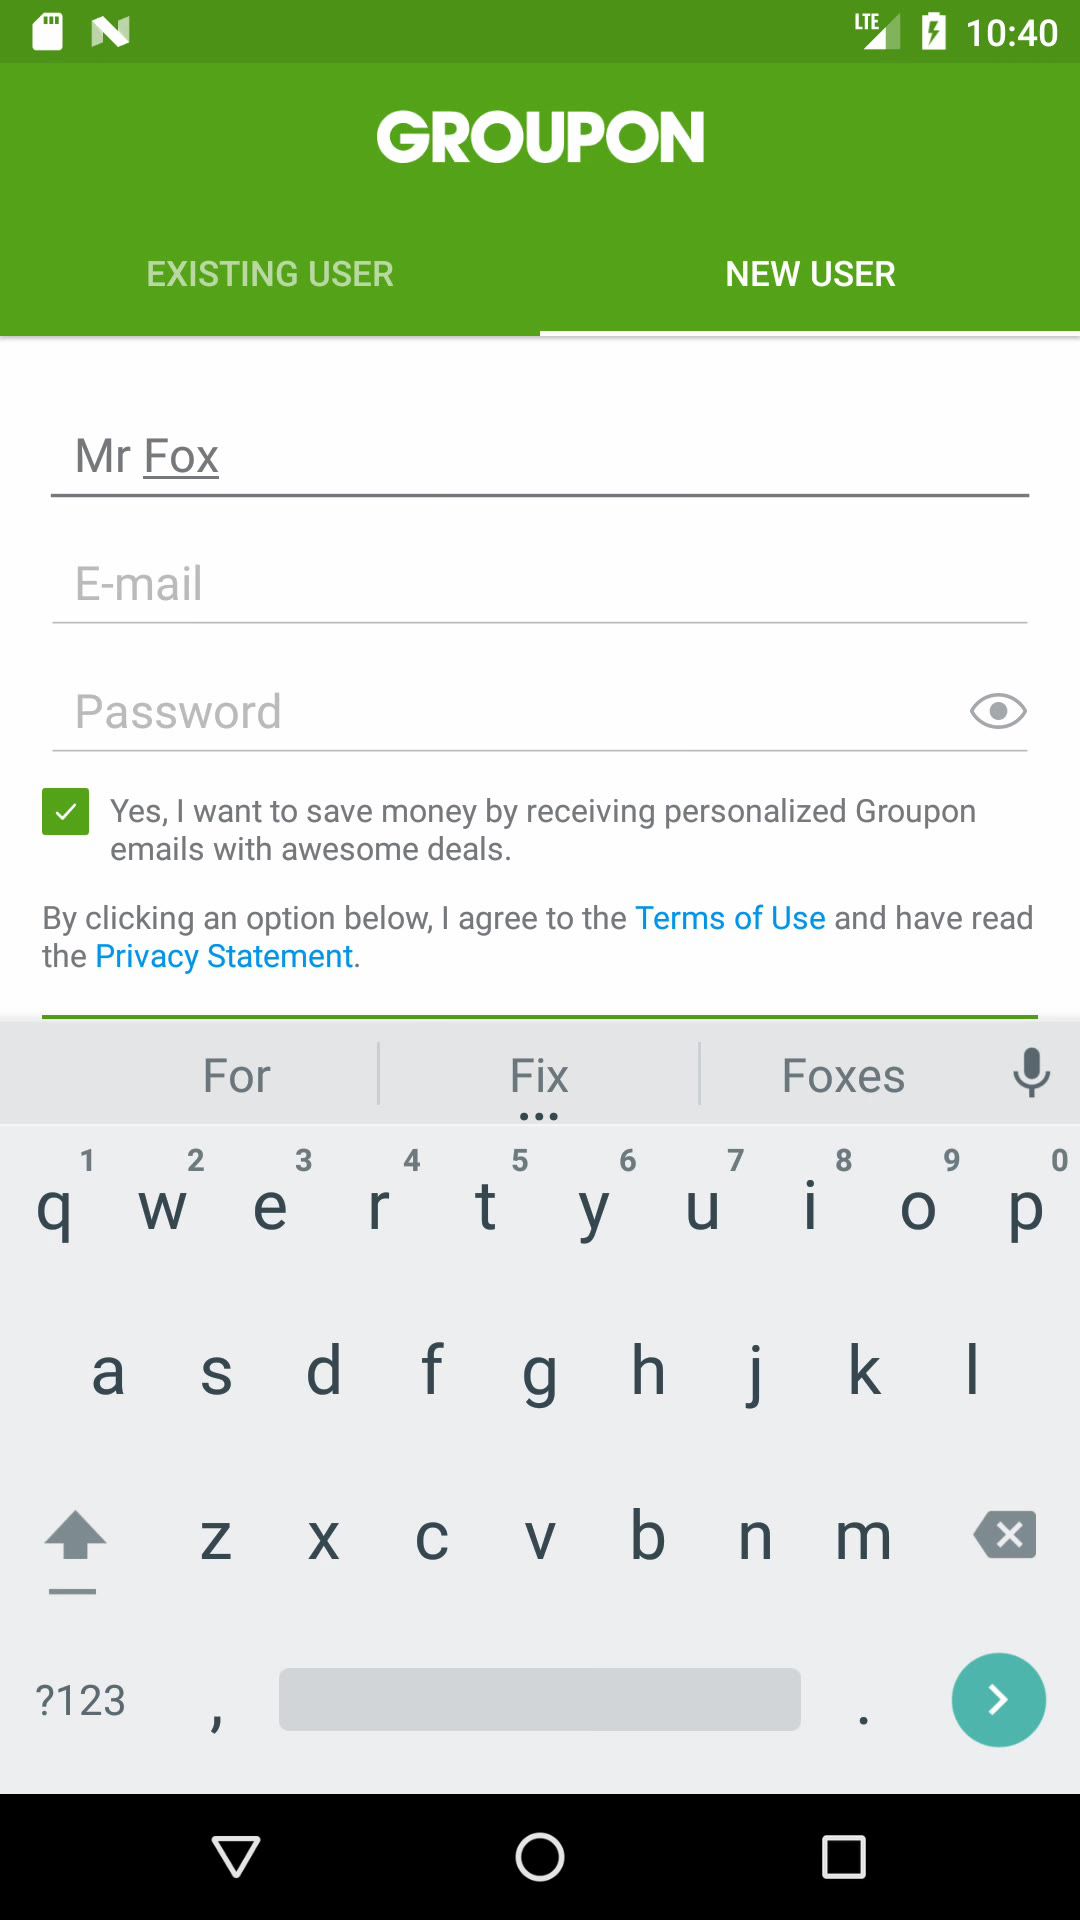 LTE 10:40
GROUPON
EXISTING USER NEW USER
Mr Fox
E-mail
Password
Yes, I want to save money by receiving personalized Groupon
emails with awesome deals.
By clicking an option below, I agree to the Terms of Use and have read
the Privacy Statement.
For Fix Foxes
1 2 3 4 5 6 7 8 9 0
q w e r t y u i o p
a s d f g h j k l
z x c v b n m
?123 , .